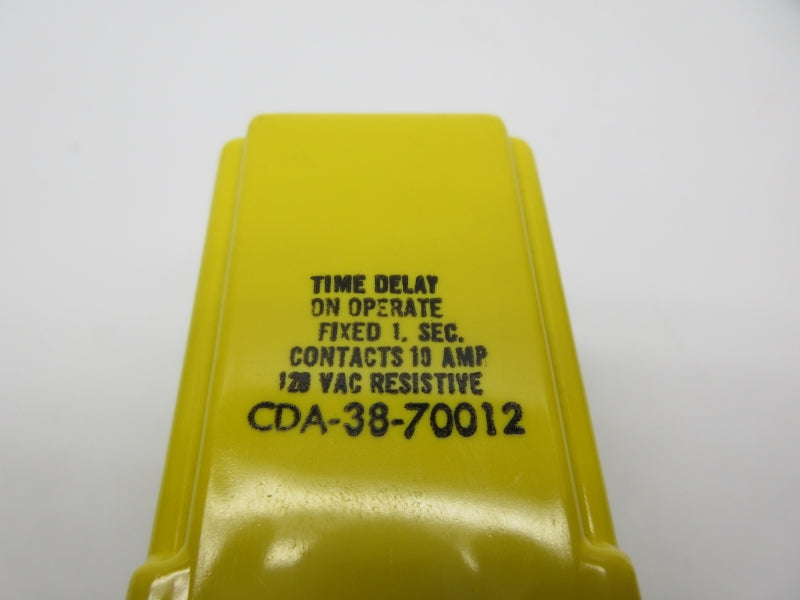 TIME DELAY
ON OPERATE
FIXED 1. SEC.
CONTACTS 10 AMP
120 VAC RESISTIVE
CDA-38-70012